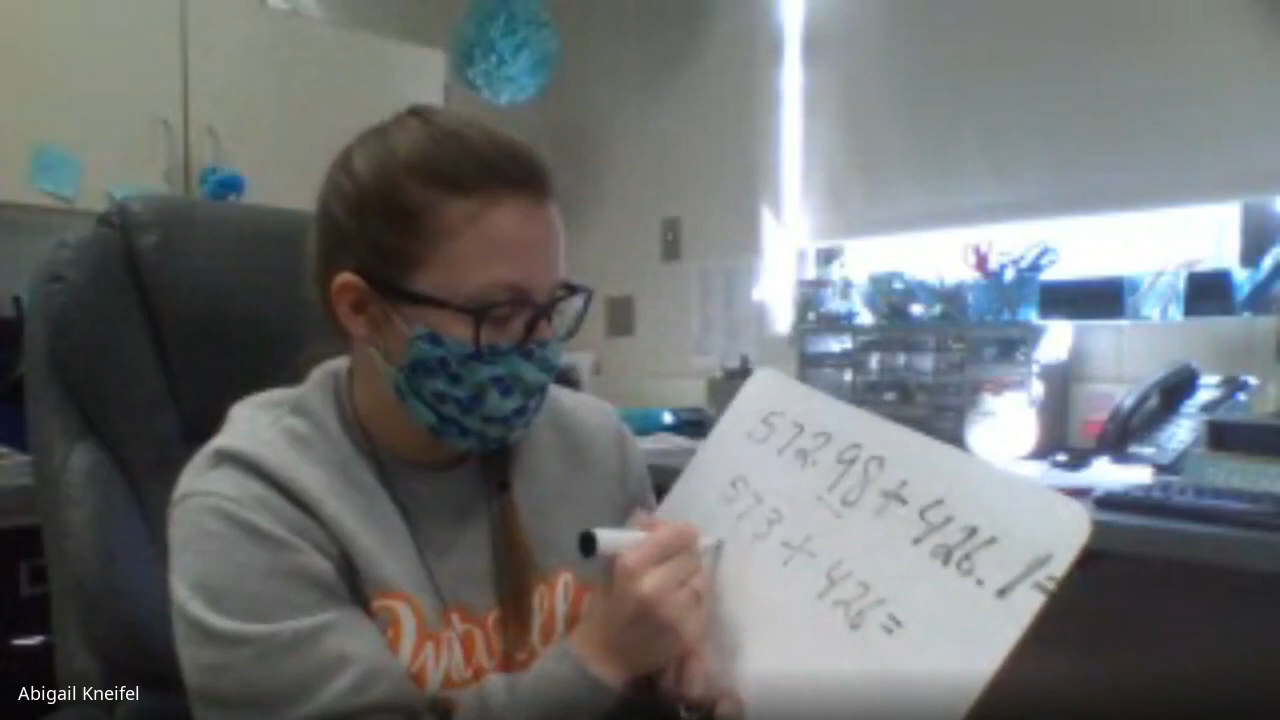 572.98 + 426.1=
573 + 426=
Abigail Kneifel